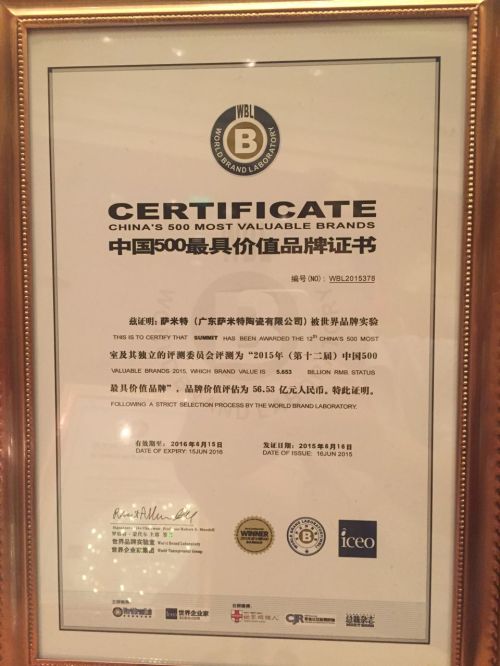 WBL
B
WORLD BRAND LABORATORY
CERTIFICATE
CHINA'S 500 MOST VALUABLE BRANDS
中国500最具价值品牌证书
编号(NO)：WBL2015378
兹证明：萨米特（广东萨米特陶瓷有限公司）被世界品牌实验
THIS IS TO CERTIFY THAT SUMMIT HAS BEEN AWARDED THE 12th CHINA'S 500 MOST
室及其独立的评测委员会评测为“2015年（第十二届）中国500
VALUABLE BRANDS 2015, WHICH BRAND VALUE IS 5.653 BILLION RMB. STATUS
最具价值品牌”，品牌价值评估为 56.53 亿元人民币。特此证明。
FOLLOWING A STRICT SELECTION PROCESS BY THE WORLD BRAND LABORATORY.
有效期至：2016年6月15日 发证日期：2015年6月16日
DATE OF EXPIRY: 15JUN 2016 DATE OF ISSUE: 16JUN 2015
世界品牌实验室 World Brand Laboratory
世界企业家集团 World Entrepreneur Group
WINNER
B
iceo
世界企业家
总裁杂志